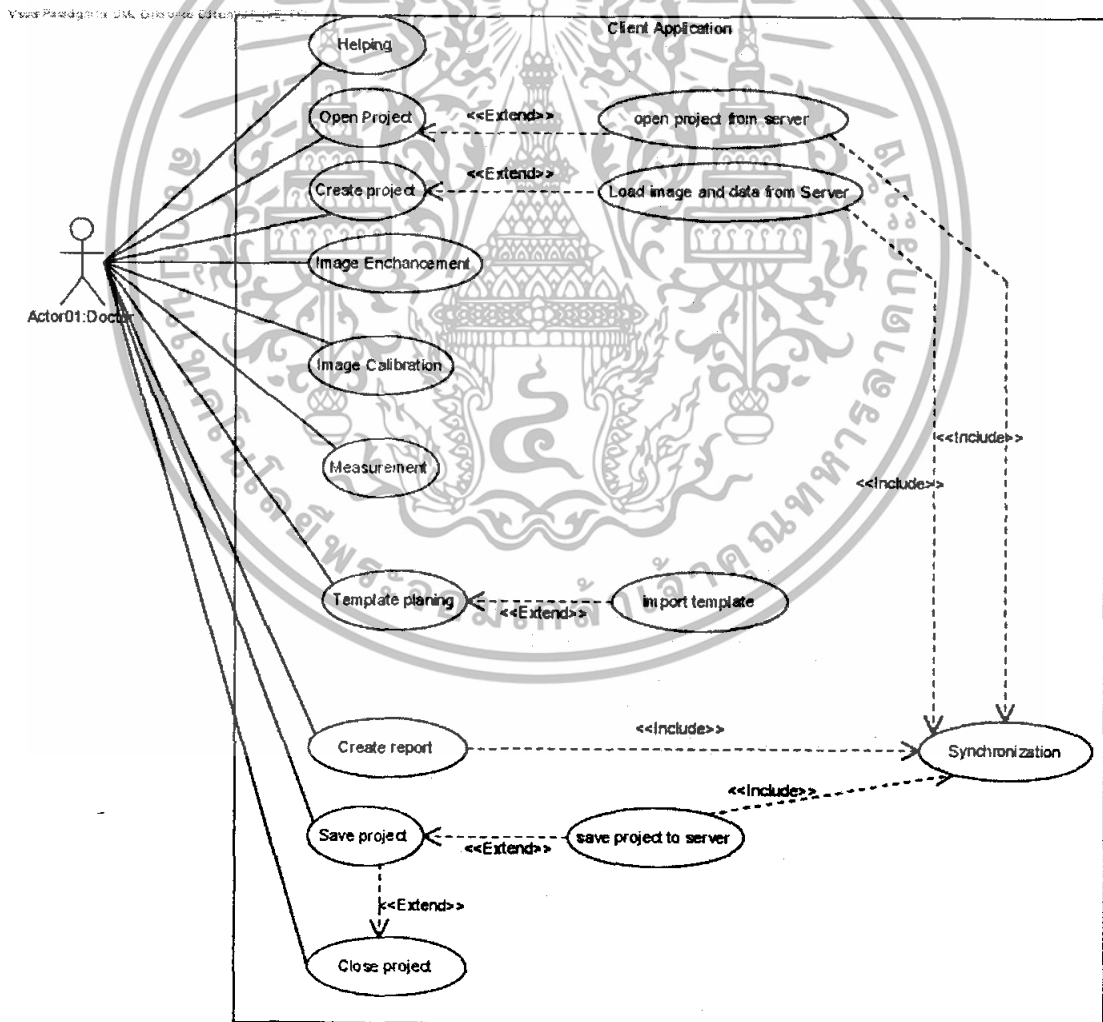 Client Application
Helping
Open Project
<<Extend>>
open project from server
Create project
<<Extend>>
Load image and data from Server
Image Enchancement
Actor01:Doctor
Image Calibration
<<Include>>
Measurement
<<Include>>
Template planing
<<Extend>>
import template
Create report
<<Include>>
Synchronization
<<Include>>
Save project
<<Extend>>
save project to server
<<Extend>>
Close project